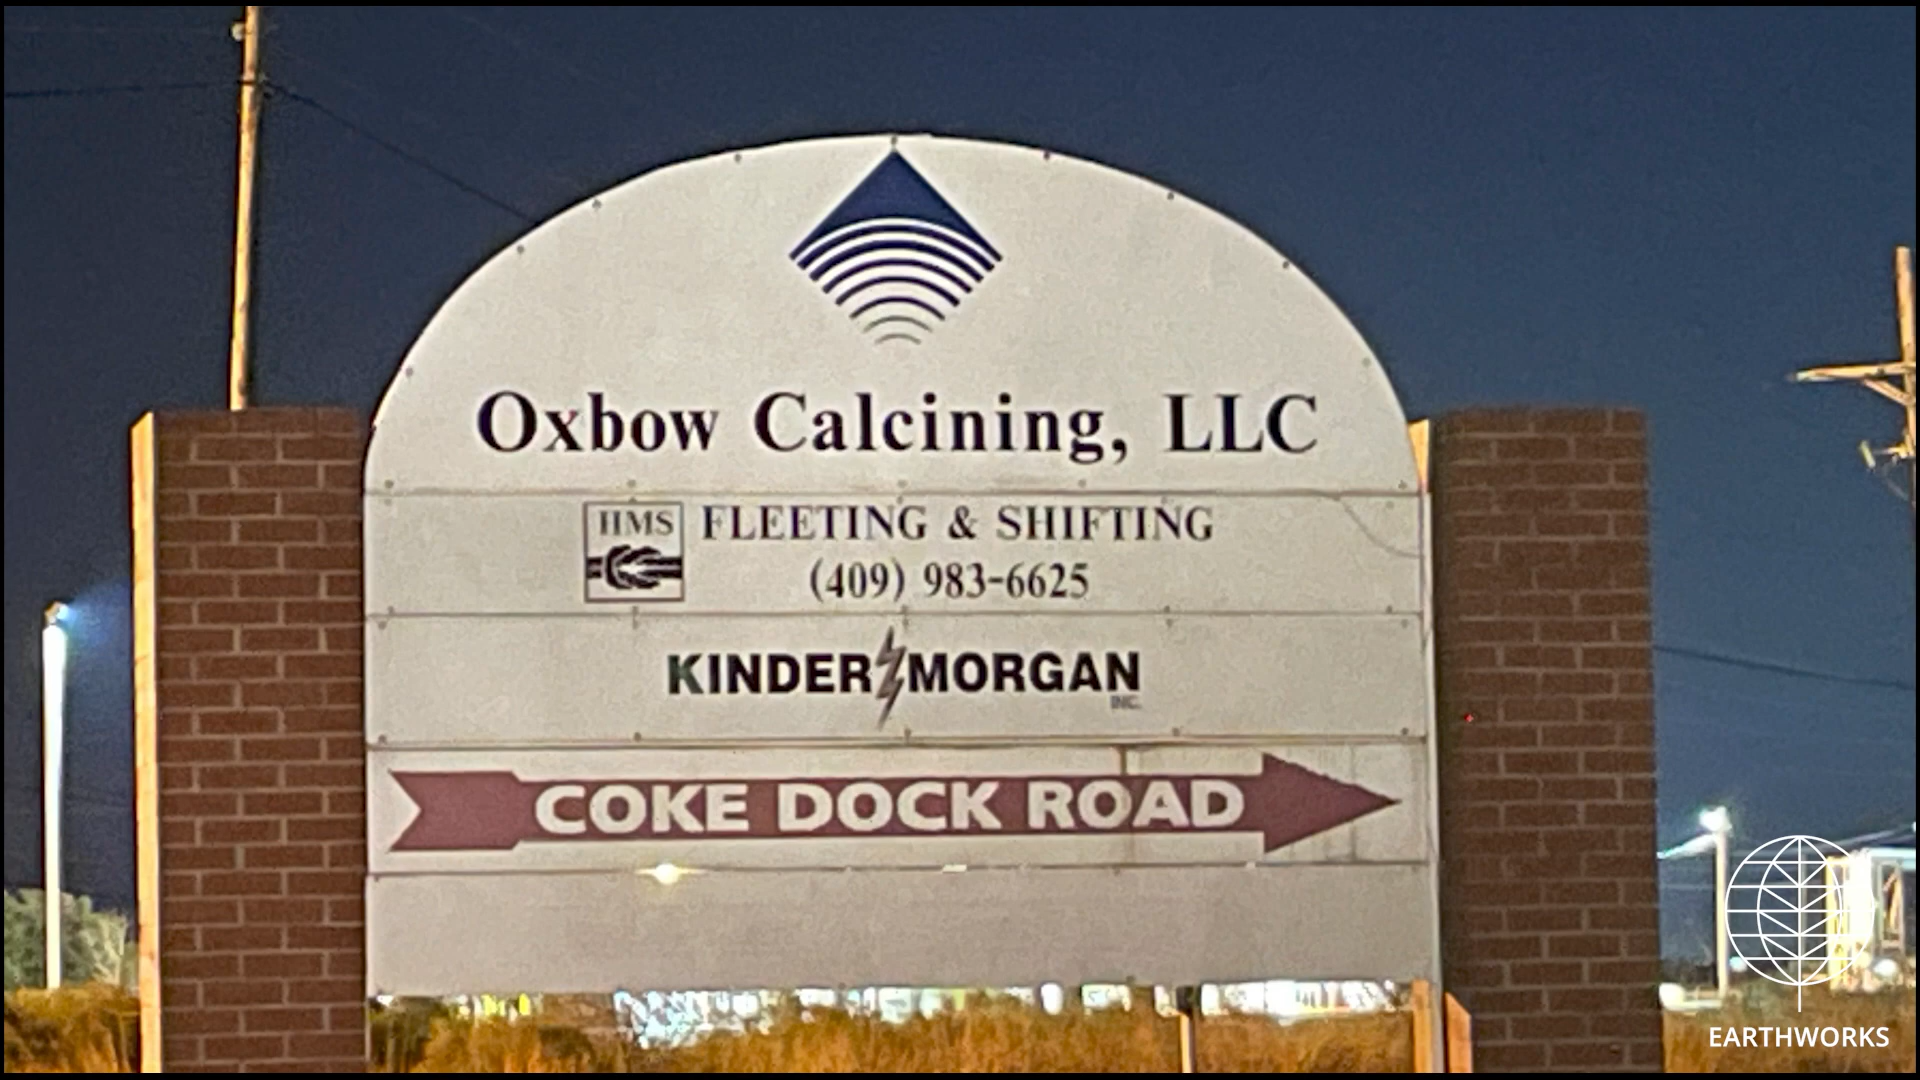 Oxbow Calcining, LLC
HMS FLEETING & SHIFTING
(409) 983-6625
KINDER MORGAN
INC.
COKE DOCK ROAD
EARTHWORKS